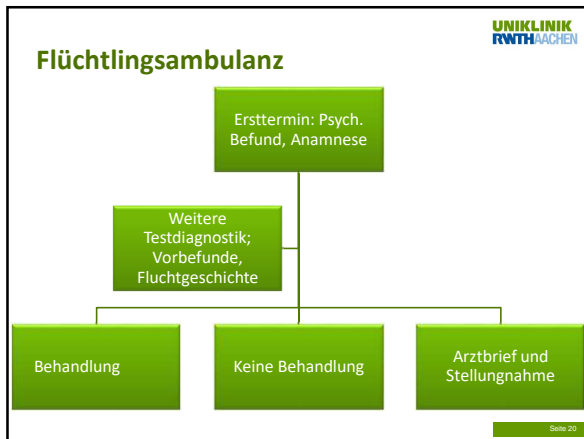 UNIKLINIK
RWTHAACHEN
Flüchtlingsambulanz
Ersttermin: Psych.
Befund, Anamnese
Weitere
Testdiagnostik;
Vorbefunde,
Fluchtgeschichte
Behandlung
Keine Behandlung
Arztbrief und
Stellungnahme
Seite 20